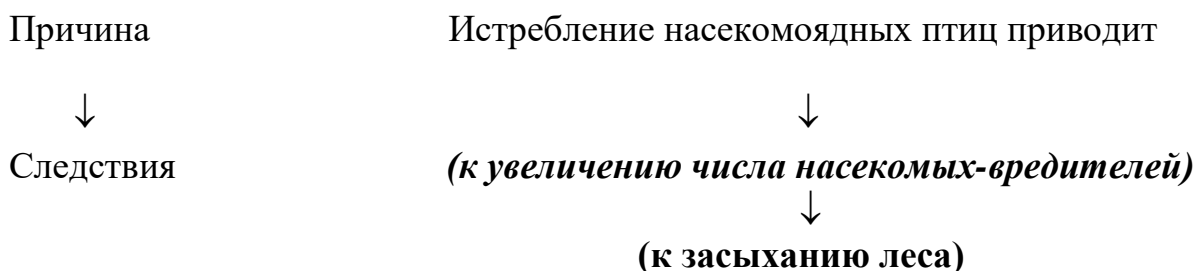 Причина Истребление насекомоядных птиц приводит
↓ ↓
Следствия (к увеличению числа насекомых-вредителей)
↓
(к засыханию леса)